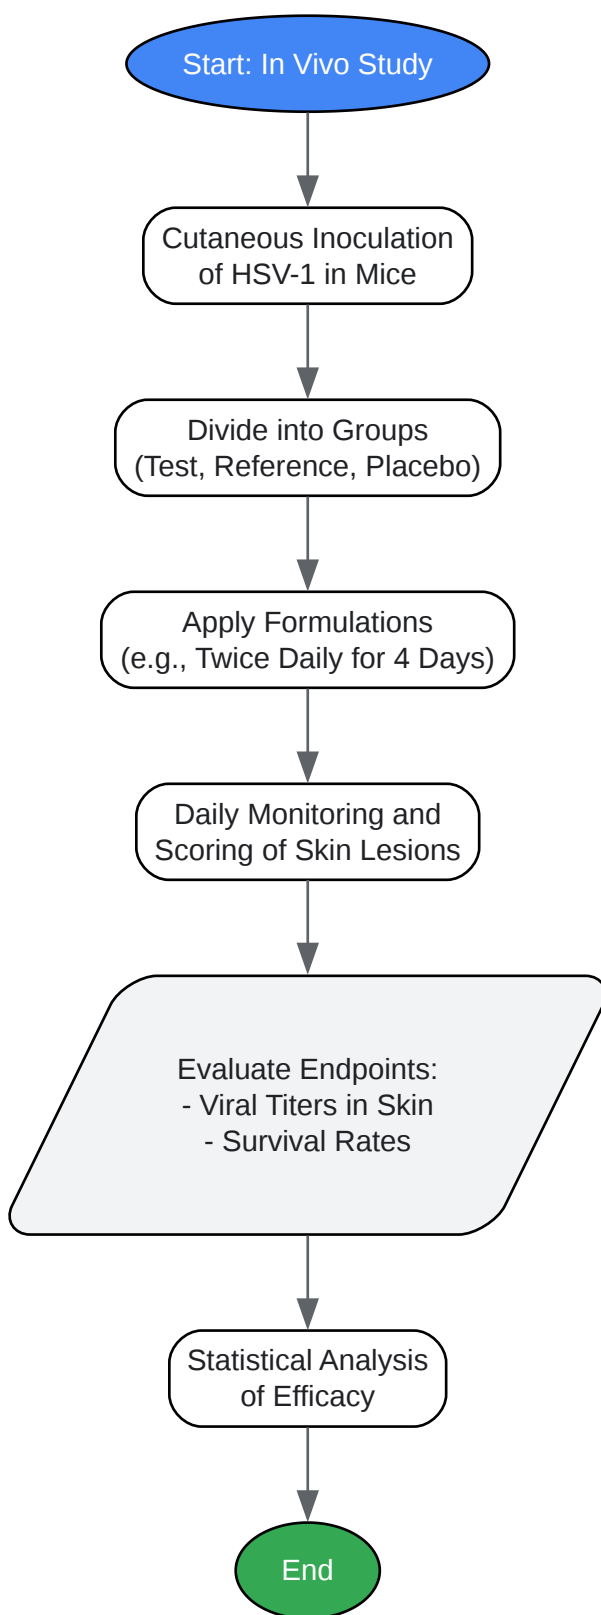 Start: In Vivo Study
Cutaneous Inoculation
of HSV-1 in Mice
Divide into Groups
(Test, Reference, Placebo)
Apply Formulations
(e.g., Twice Daily for 4 Days)
Daily Monitoring and
Scoring of Skin Lesions
Evaluate Endpoints:
- Viral Titers in Skin
- Survival Rates
Statistical Analysis
of Efficacy
End